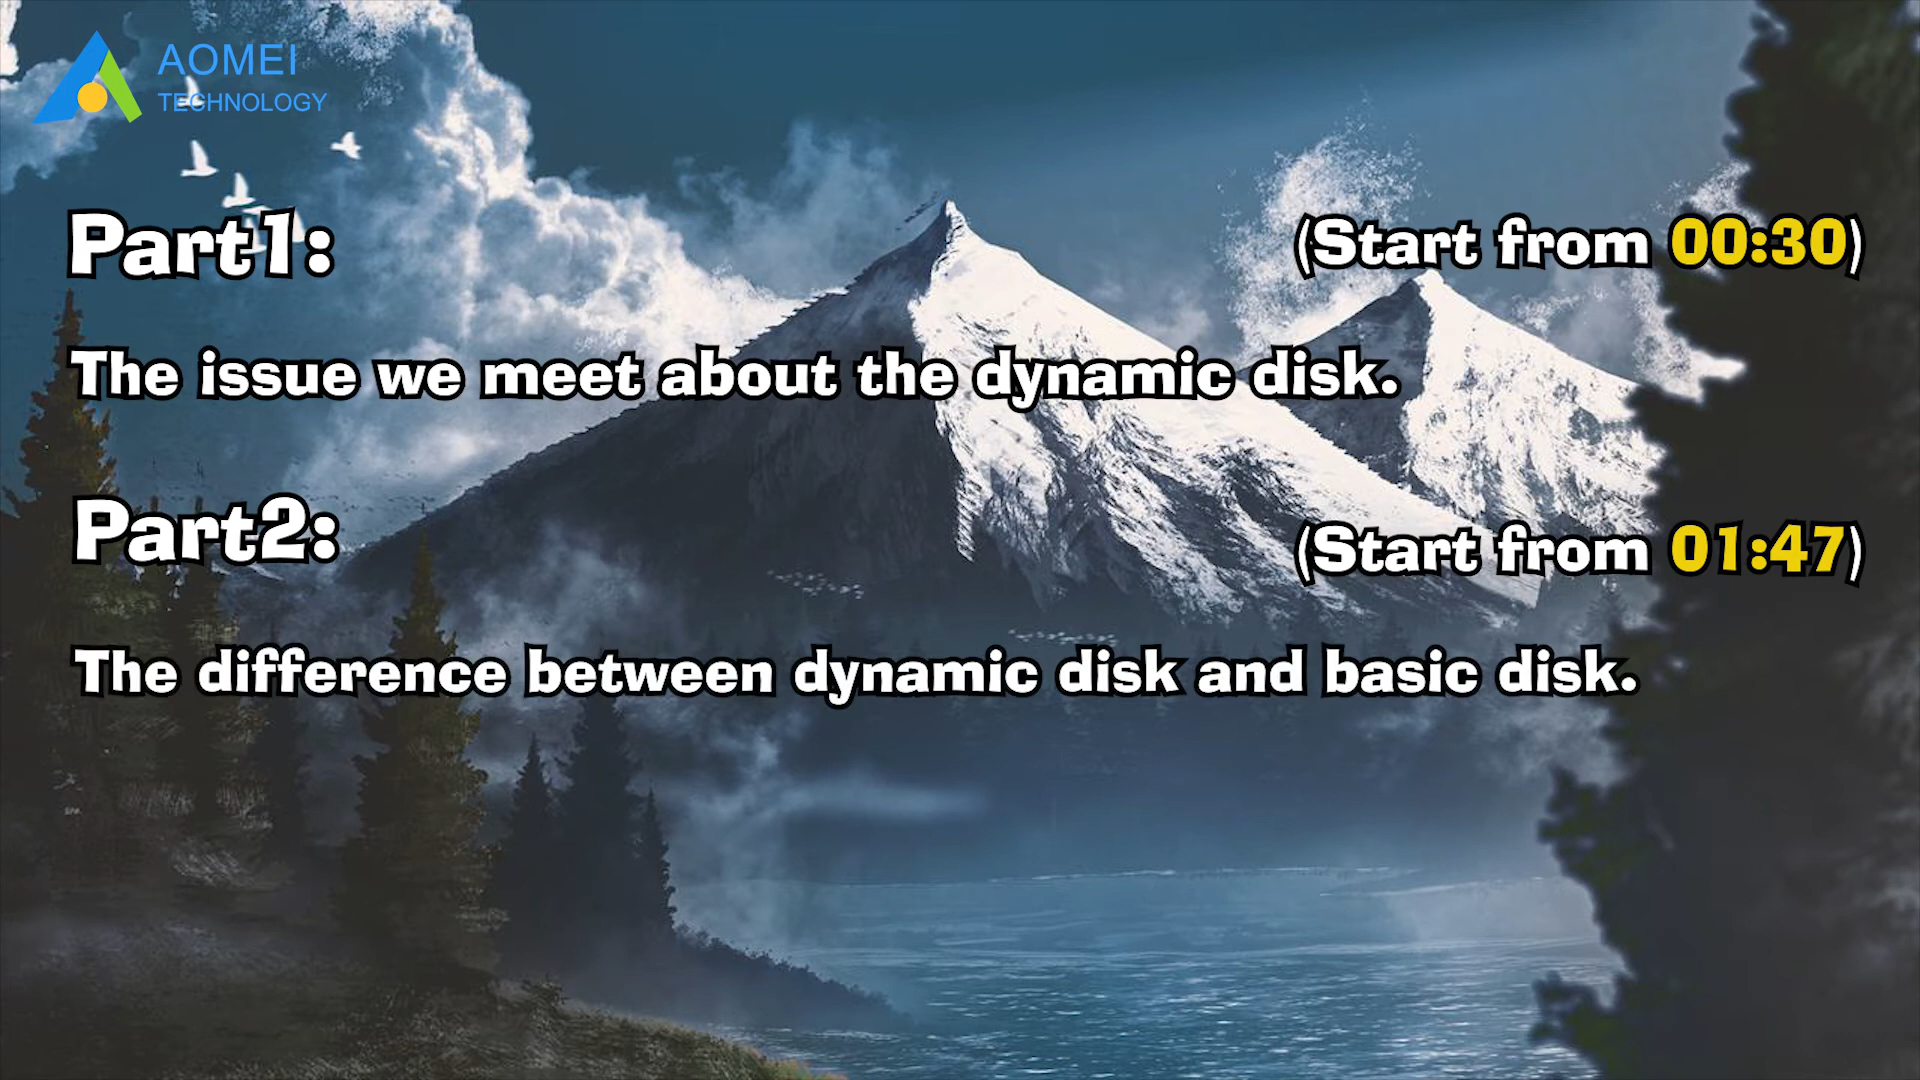 AOMEI
TECHNOLOGY
Part1: (Start from 00:30)
The issue we meet about the dynamic disk.
Part2: (Start from 01:47)
The difference between dynamic disk and basic disk.